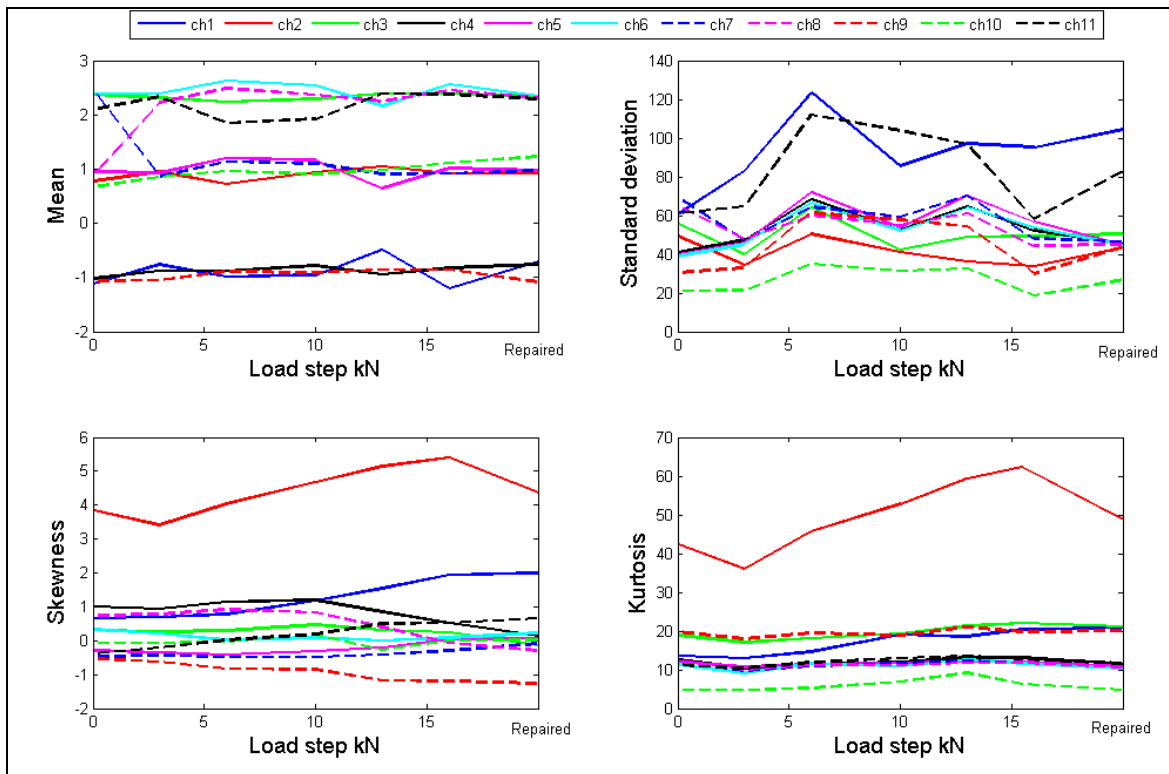 ch1 ch2 ch3 ch4 ch5 ch6 ch7 ch8 ch9 ch10 ch11
3
2
1
0
-1
-2
Mean
0 5 10 15 Repaired
Load step kN
140
120
100
80
60
40
20
0
Standard deviation
0 5 10 15 Repaired
Load step kN
6
5
4
3
2
1
0
-1
-2
Skewness
0 5 10 15 Repaired
Load step kN
70
60
50
40
30
20
10
0
Kurtosis
0 5 10 15 Repaired
Load step kN